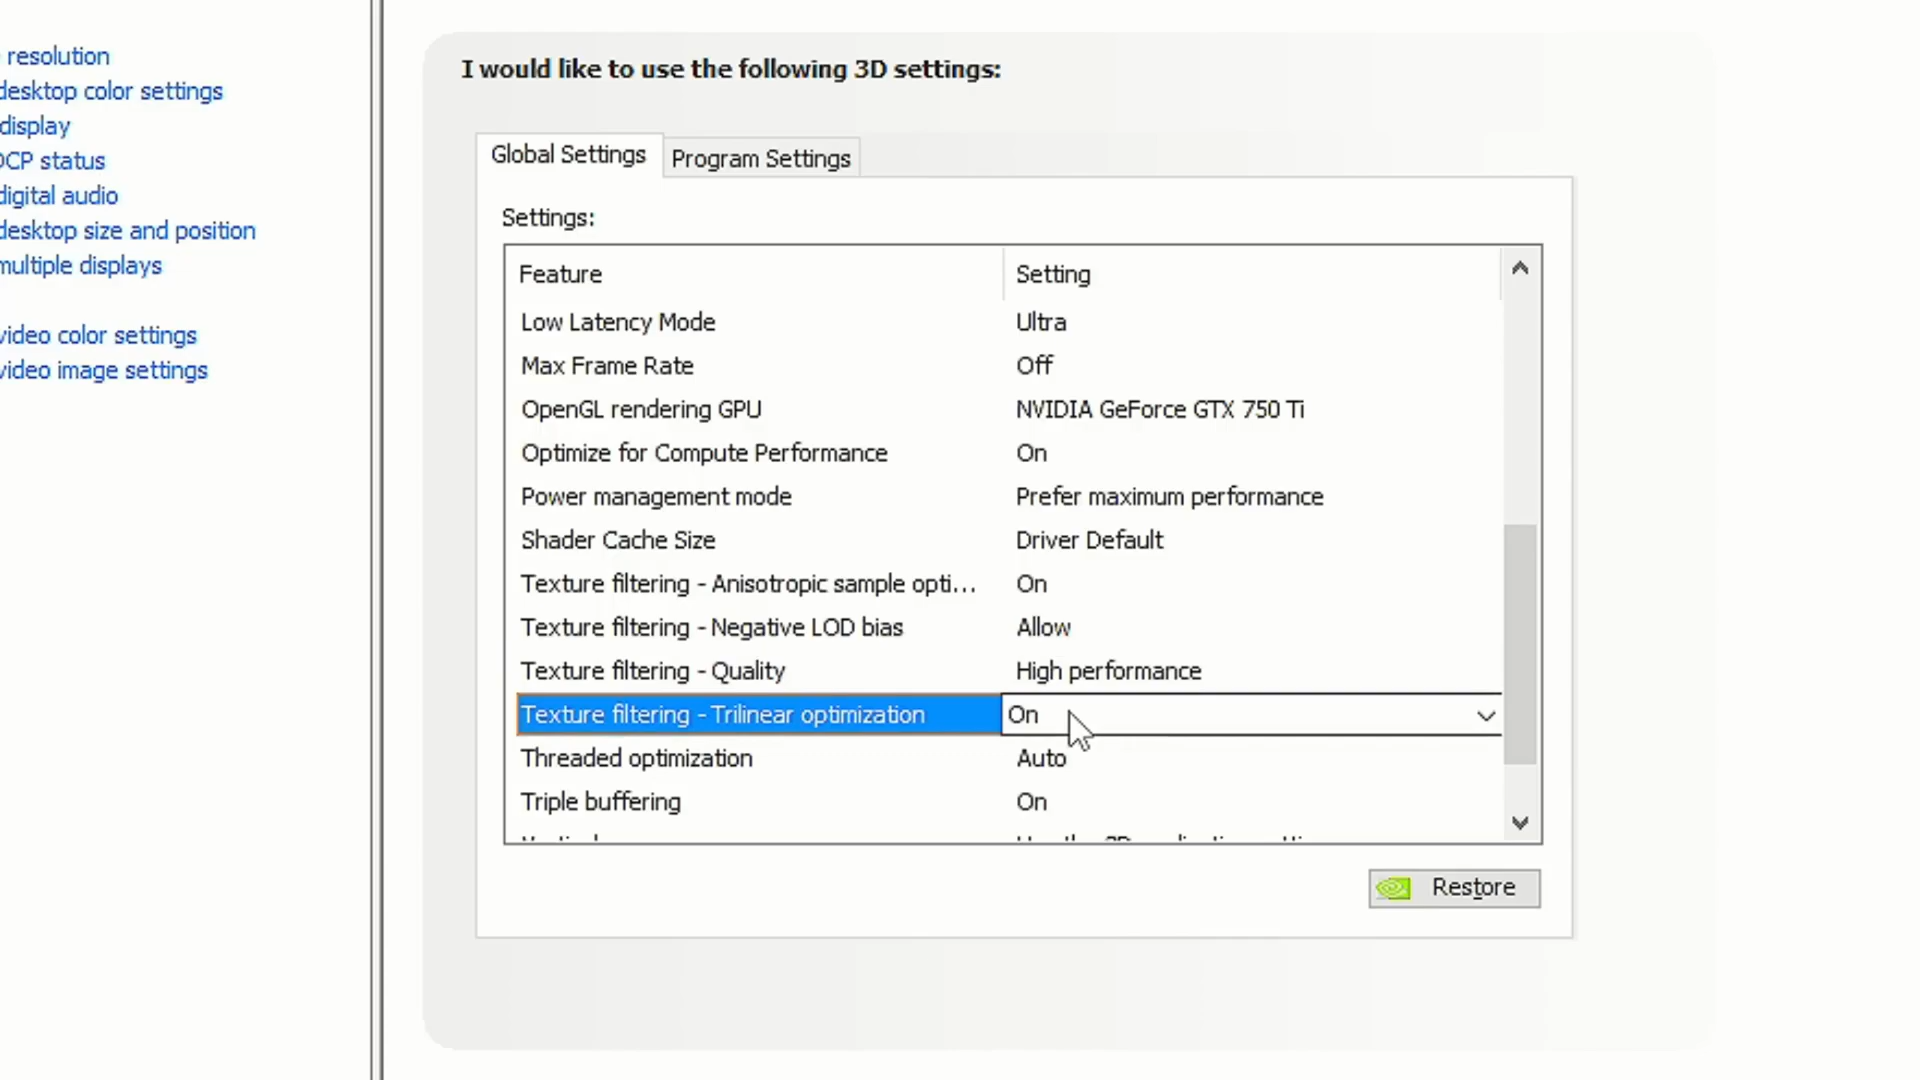 resolution
desktop color settings
display
DCP status
digital audio
desktop size and position
multiple displays
video color settings
video image settings
I would like to use the following 3D settings:
Global Settings
Program Settings
Settings:
Feature Setting
Low Latency Mode Ultra
Max Frame Rate Off
OpenGL rendering GPU NVIDIA GeForce GTX 750 Ti
Optimize for Compute Performance On
Power management mode Prefer maximum performance
Shader Cache Size Driver Default
Texture filtering - Anisotropic sample opti... On
Texture filtering - Negative LOD bias Allow
Texture filtering - Quality High performance
Texture filtering - Trilinear optimization On
Threaded optimization Auto
Triple buffering On
Restore